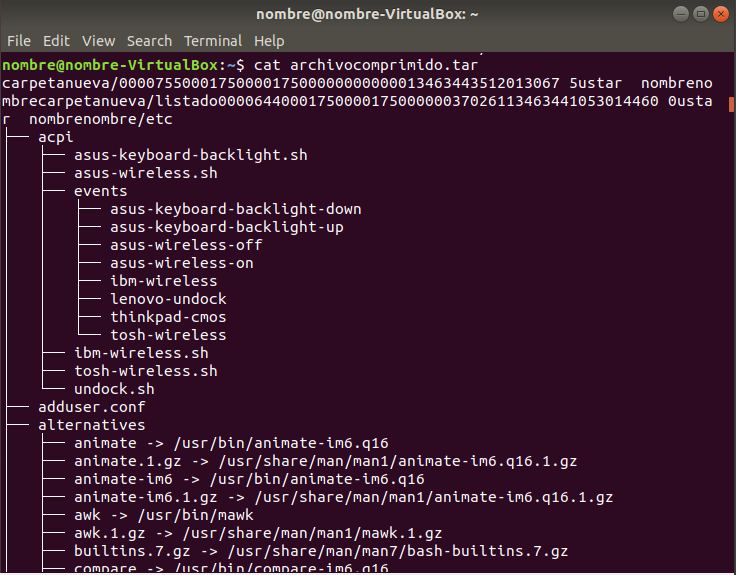 nombre@nombre-VirtualBox: ~
File Edit View Search Terminal Help
nombre@nombre-VirtualBox:~$ cat archivocomprimido.tar
carpetanueva/0000755000175000017500000000000013463443512013067 5ustar  nombreno
mbrecarpetanueva/listado0000644000175000017500000037026113463441053014460 0usta
r  nombrenombre/etc
├── acpi
│   ├── asus-keyboard-backlight.sh
│   ├── asus-wireless.sh
│   ├── events
│   │   ├── asus-keyboard-backlight-down
│   │   ├── asus-keyboard-backlight-up
│   │   ├── asus-wireless-off
│   │   ├── asus-wireless-on
│   │   ├── ibm-wireless
│   │   ├── lenovo-undock
│   │   ├── thinkpad-cmos
│   │   └── tosh-wireless
│   ├── ibm-wireless.sh
│   ├── tosh-wireless.sh
│   └── undock.sh
├── adduser.conf
├── alternatives
│   ├── animate -> /usr/bin/animate-im6.q16
│   ├── animate.1.gz -> /usr/share/man/man1/animate-im6.q16.1.gz
│   ├── animate-im6 -> /usr/bin/animate-im6.q16
│   ├── animate-im6.1.gz -> /usr/share/man/man1/animate-im6.q16.1.gz
│   ├── awk -> /usr/bin/mawk
│   ├── awk.1.gz -> /usr/share/man/man1/mawk.1.gz
│   ├── builtins.7.gz -> /usr/share/man/man7/bash-builtins.7.gz
│   ├── compare -> /usr/bin/compare-im6.q16